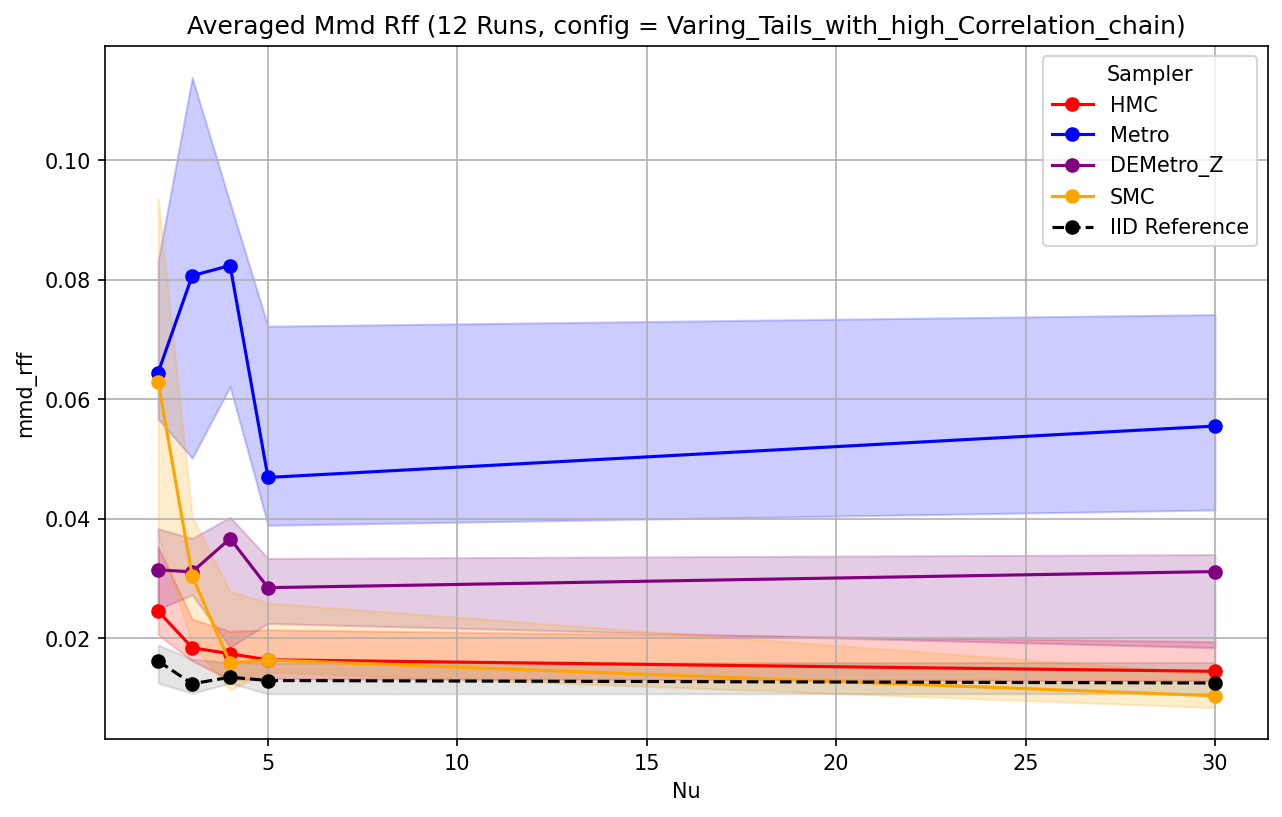 Averaged Mmd Rff (12 Runs, config = Varing_Tails_with_high_Correlation_chain)
Sampler
HMC
Metro
DEMetro_Z
SMC
IID Reference
mmd_rff
0.10
0.08
0.06
0.04
0.02
5
10
15
20
25
30
Nu